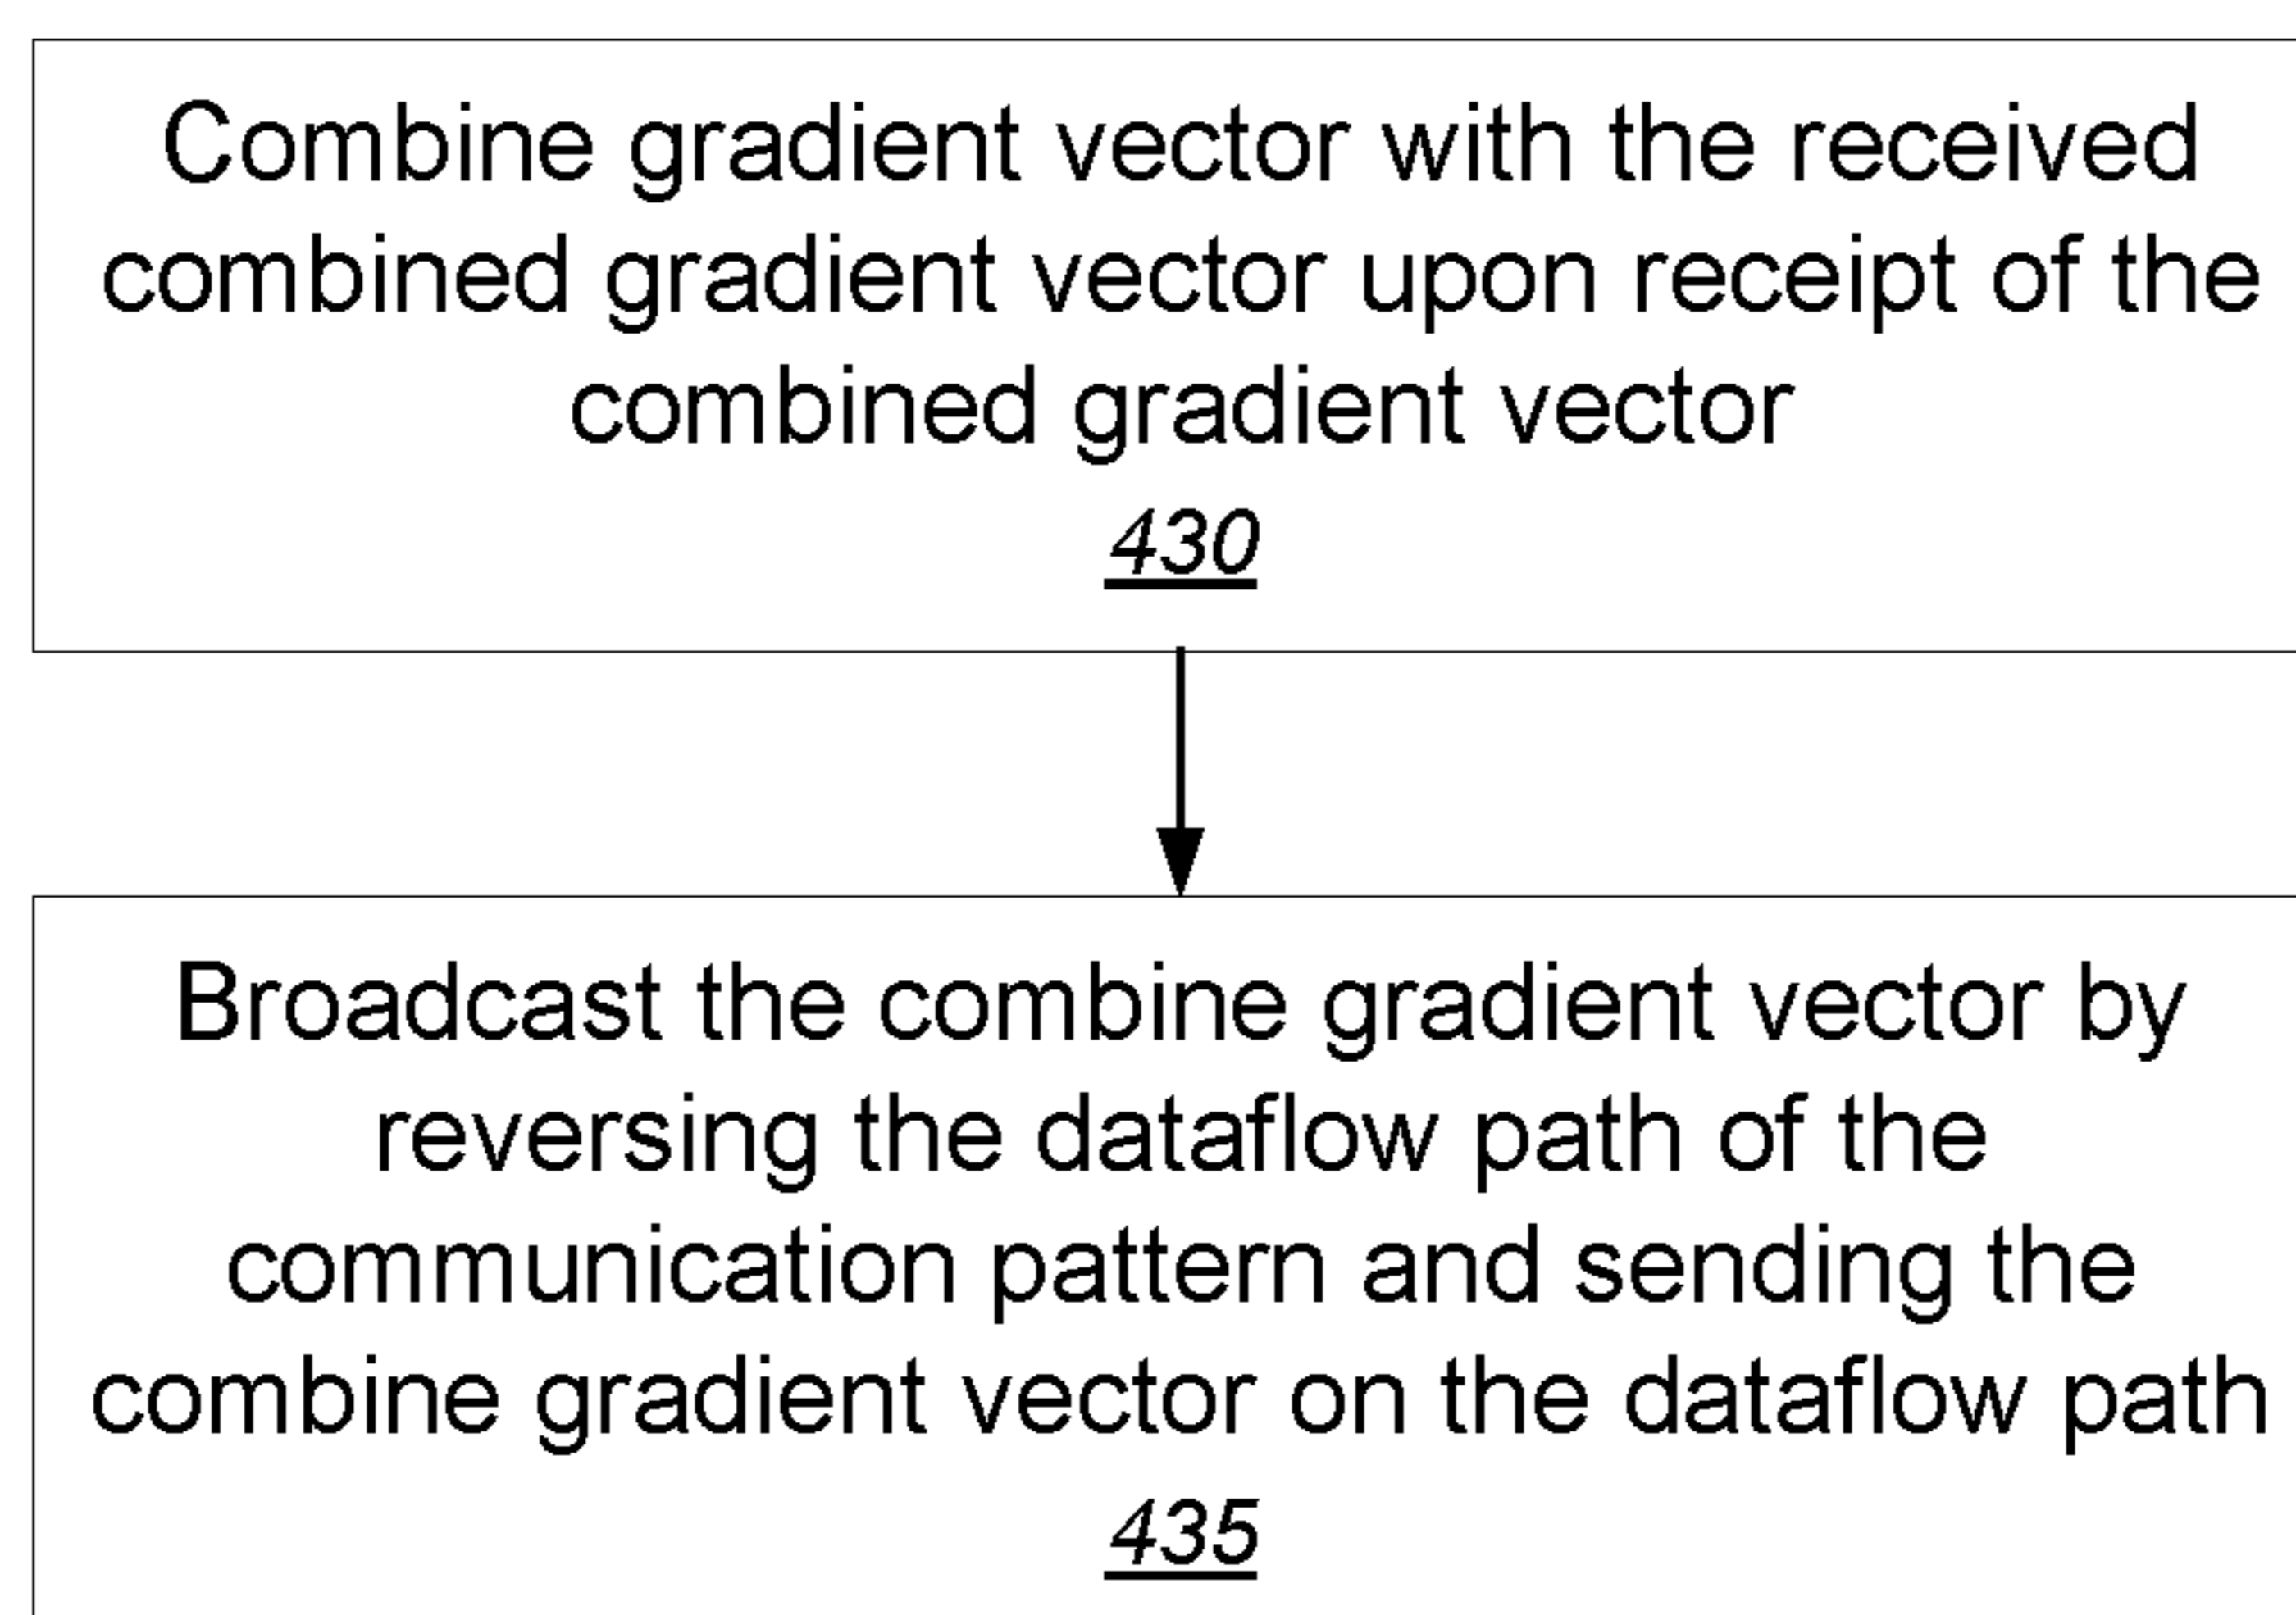 Combine gradient vector with the received
combined gradient vector upon receipt of the
combined gradient vector
430
Broadcast the combine gradient vector by
reversing the dataflow path of the
communication pattern and sending the
combine gradient vector on the dataflow path
435